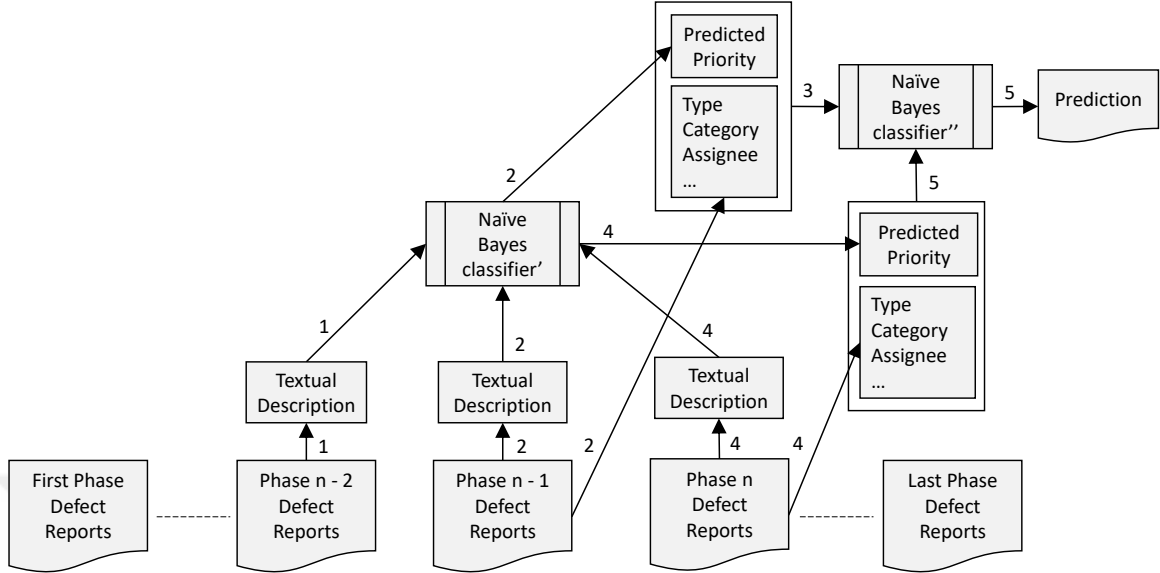 Predicted
Priority
Type
Category
Assignee
...
3
Naïve
Bayes
classifier’’
5
Prediction
2
5
Naïve
Bayes
classifier’
4
Predicted
Priority
Type
Category
Assignee
...
1
2
4
Textual
Description
Textual
Description
Textual
Description
1
2
2
4
4
First Phase
Defect
Reports
Phase n - 2
Defect
Reports
Phase n - 1
Defect
Reports
Phase n
Defect
Reports
Last Phase
Defect
Reports